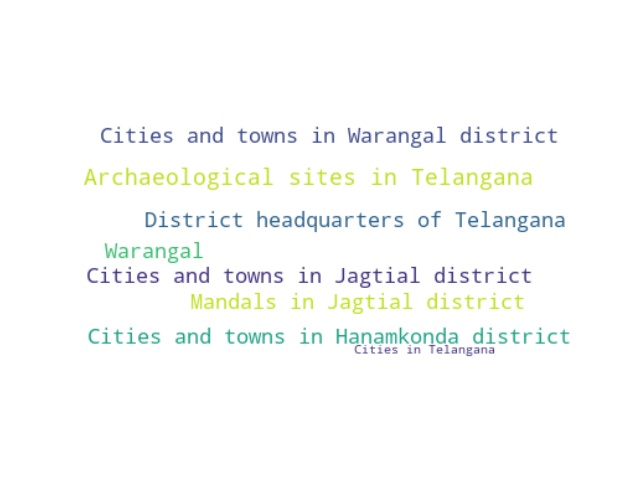 Cities and towns in Warangal district
Archaeological sites in Telangana
District headquarters of Telangana
Warangal
Cities and towns in Jagtial district
Mandals in Jagtial district
Cities and towns in Hanamkonda district
Cities in Telangana